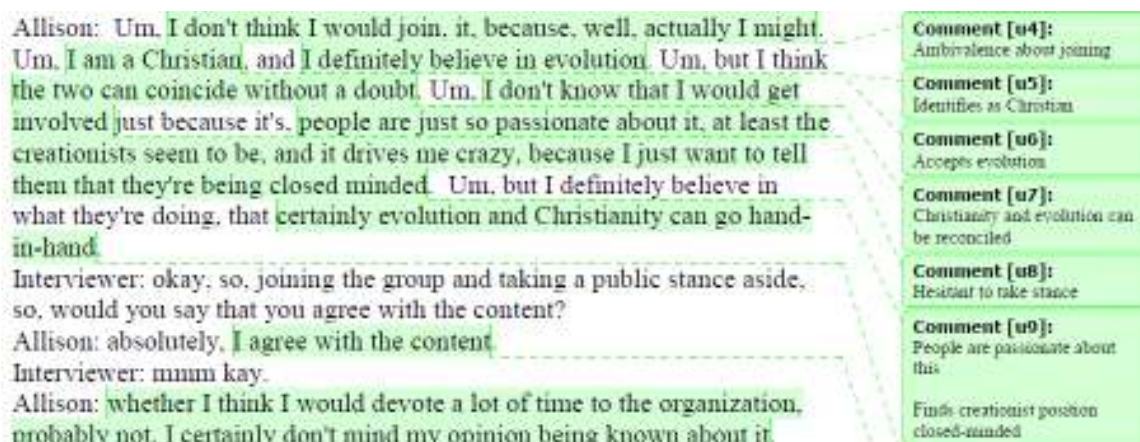 Allison:  Um, I don't think I would join, it, because, well, actually I might.
Um, I am a Christian, and I definitely believe in evolution. Um, but I think
the two can coincide without a doubt. Um, I don't know that I would get
involved just because it's, people are just so passionate about it, at least the
creationists seem to be, and it drives me crazy, because I just want to tell
them that they're being closed minded.  Um, but I definitely believe in
what they're doing, that certainly evolution and Christianity can go hand-
in-hand.
Interviewer: okay, so, joining the group and taking a public stance aside,
so, would you say that you agree with the content?
Allison: absolutely, I agree with the content.
Interviewer: mmm kay.
Allison: whether I think I would devote a lot of time to the organization,
probably not. I certainly don't mind my opinion being known about it.
Comment [u4]:
Ambivalence about joining
Comment [u5]:
Identifies as Christian
Comment [u6]:
Accepts evolution
Comment [u7]:
Christianity and evolution can
be reconciled
Comment [u8]:
Hesitant to take stance
Comment [u9]:
People are passionate about
this
Finds creationist position
closed-minded